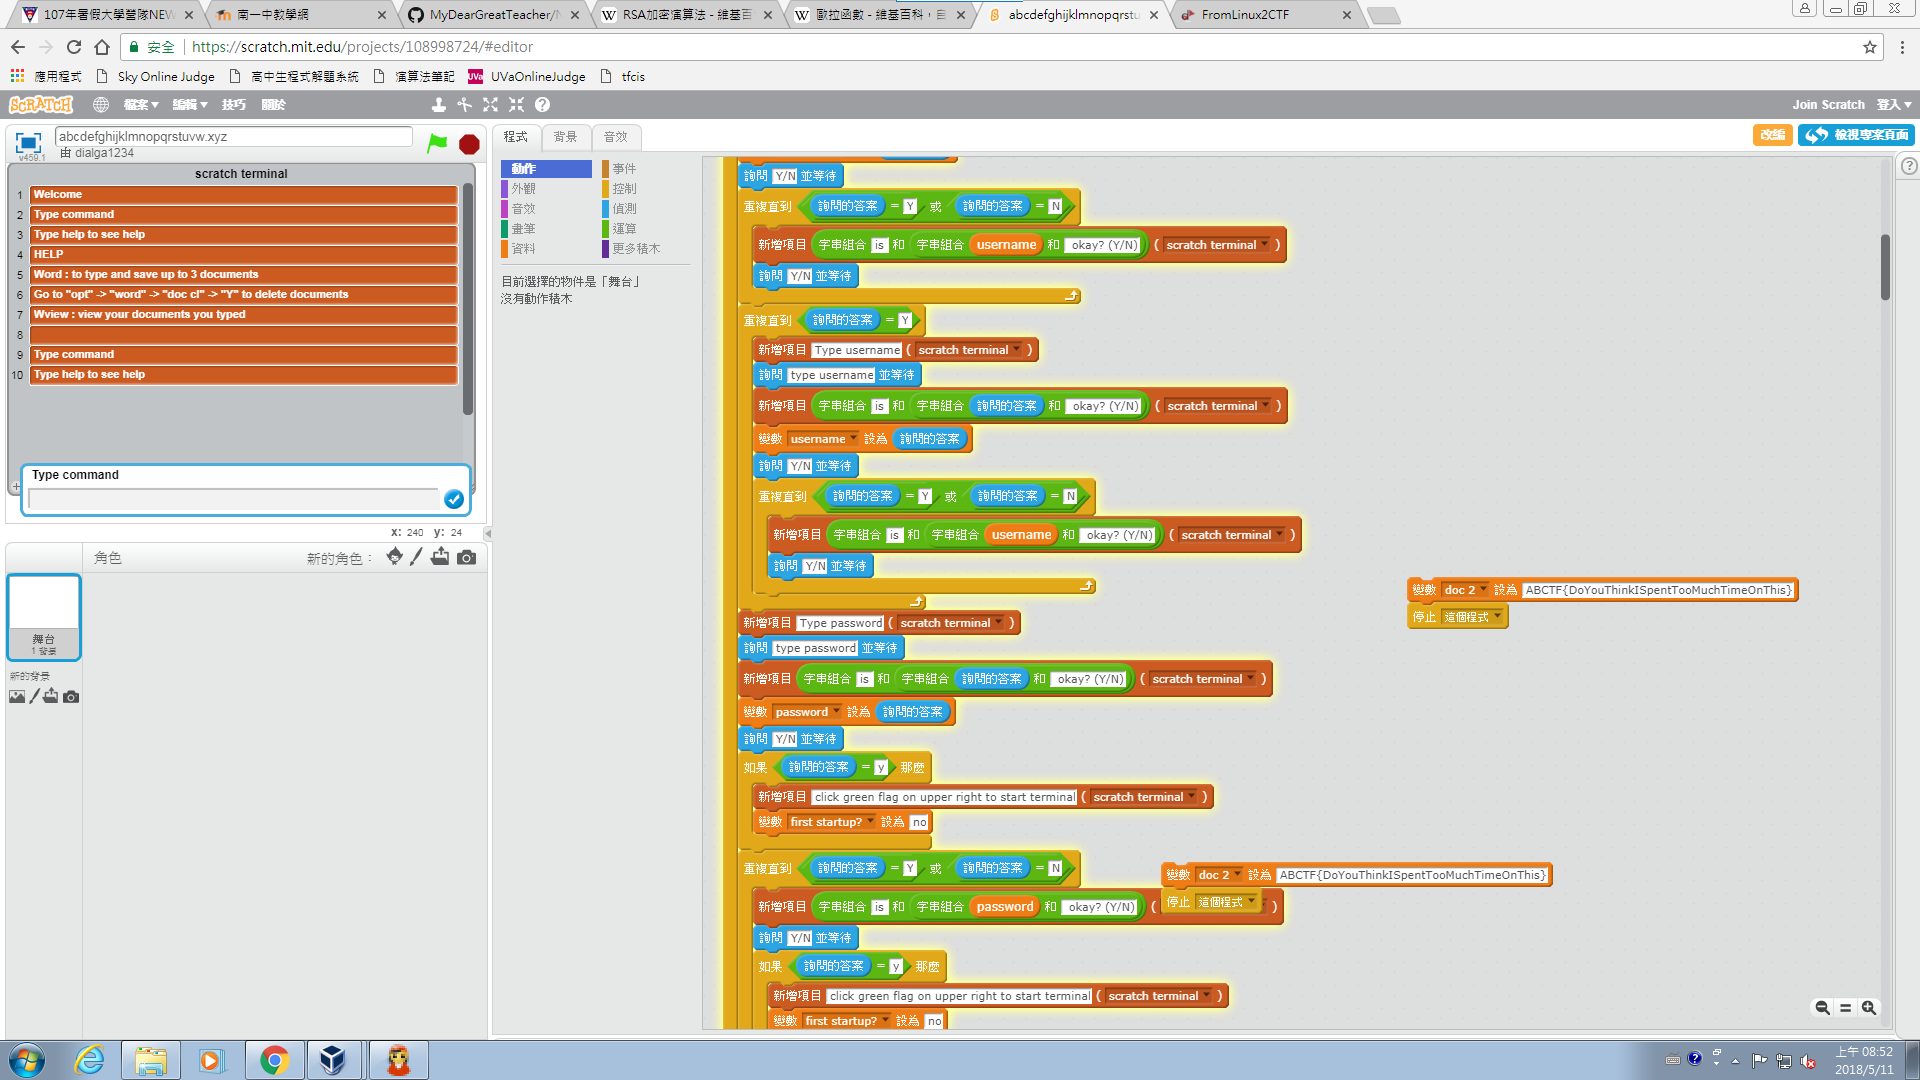 107年暑假大學營隊NEW
南一中教學網
MyDearGreatTeacher/N
RSA加密演算法 - 維基百
歐拉函數 - 維基百科，自
abcdefghijklmnopqrstu
FromLinux2CTF
安全 https://scratch.mit.edu/projects/108998724/#editor
應用程式 Sky Online Judge 高中生程式解題系統 演算法筆記 UVaOnlineJudge tfcis
SCRATCH 檔案 編輯 技巧 關於 Join Scratch 登入
abcdefghijklmnopqrstuvw.xyz
由 dialga1234
v459.1
程式 背景 音效
改編 檢視專案頁面
scratch terminal
1 Welcome
2 Type command
3 Type help to see help
4 HELP
5 Word : to type and save up to 3 documents
6 Go to "opt" -> "word" -> "doc cl" -> "Y" to delete documents
7 Wview : view your documents you typed
8
9 Type command
10 Type help to see help
Type command
x: 240 y: 24
角色 新的角色：
舞台
1 背景
新的背景
動作 事件
外觀 控制
音效 偵測
畫筆 運算
資料 更多積木
目前選擇的物件是「舞台」
沒有動作積木
詢問 Y/N 並等待
重複直到 詢問的答案 = Y 或 詢問的答案 = N
新增項目 字串組合 is 和 字串組合 username 和 okay? (Y/N) ( scratch terminal )
詢問 Y/N 並等待
重複直到 詢問的答案 = Y
新增項目 Type username ( scratch terminal )
詢問 type username 並等待
新增項目 字串組合 is 和 字串組合 詢問的答案 和 okay? (Y/N) ( scratch terminal )
變數 username 設為 詢問的答案
詢問 Y/N 並等待
重複直到 詢問的答案 = Y 或 詢問的答案 = N
新增項目 字串組合 is 和 字串組合 username 和 okay? (Y/N) ( scratch terminal )
詢問 Y/N 並等待
變數 doc 2 設為 ABCTF{DoYouThinkISpentTooMuchTimeOnThis}
停止 這個程式
新增項目 Type password ( scratch terminal )
詢問 type password 並等待
新增項目 字串組合 is 和 字串組合 詢問的答案 和 okay? (Y/N) ( scratch terminal )
變數 password 設為 詢問的答案
詢問 Y/N 並等待
如果 詢問的答案 = y 那麼
新增項目 click green flag on upper right to start terminal ( scratch terminal )
變數 first startup? 設為 no
重複直到 詢問的答案 = Y 或 詢問的答案 = N
變數 doc 2 設為 ABCTF{DoYouThinkISpentTooMuchTimeOnThis}
新增項目 字串組合 is 和 字串組合 password 和 okay? (Y/N) ( )
停止 這個程式
詢問 Y/N 並等待
如果 詢問的答案 = y 那麼
新增項目 click green flag on upper right to start terminal ( scratch terminal )
變數 first startup? 設為 no
上午 08:52
2018/5/11